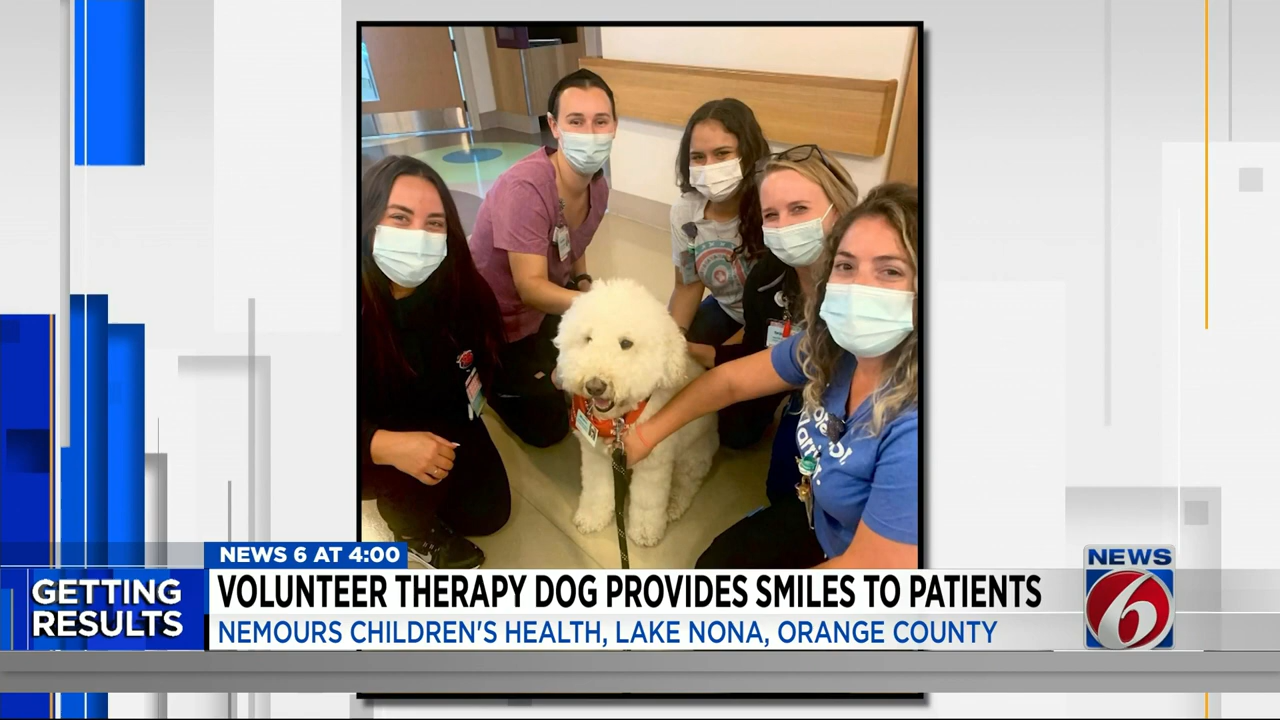 NEWS 6 AT 4:00
GETTING
RESULTS
VOLUNTEER THERAPY DOG PROVIDES SMILES TO PATIENTS
NEMOURS CHILDREN'S HEALTH, LAKE NONA, ORANGE COUNTY
NEWS
6